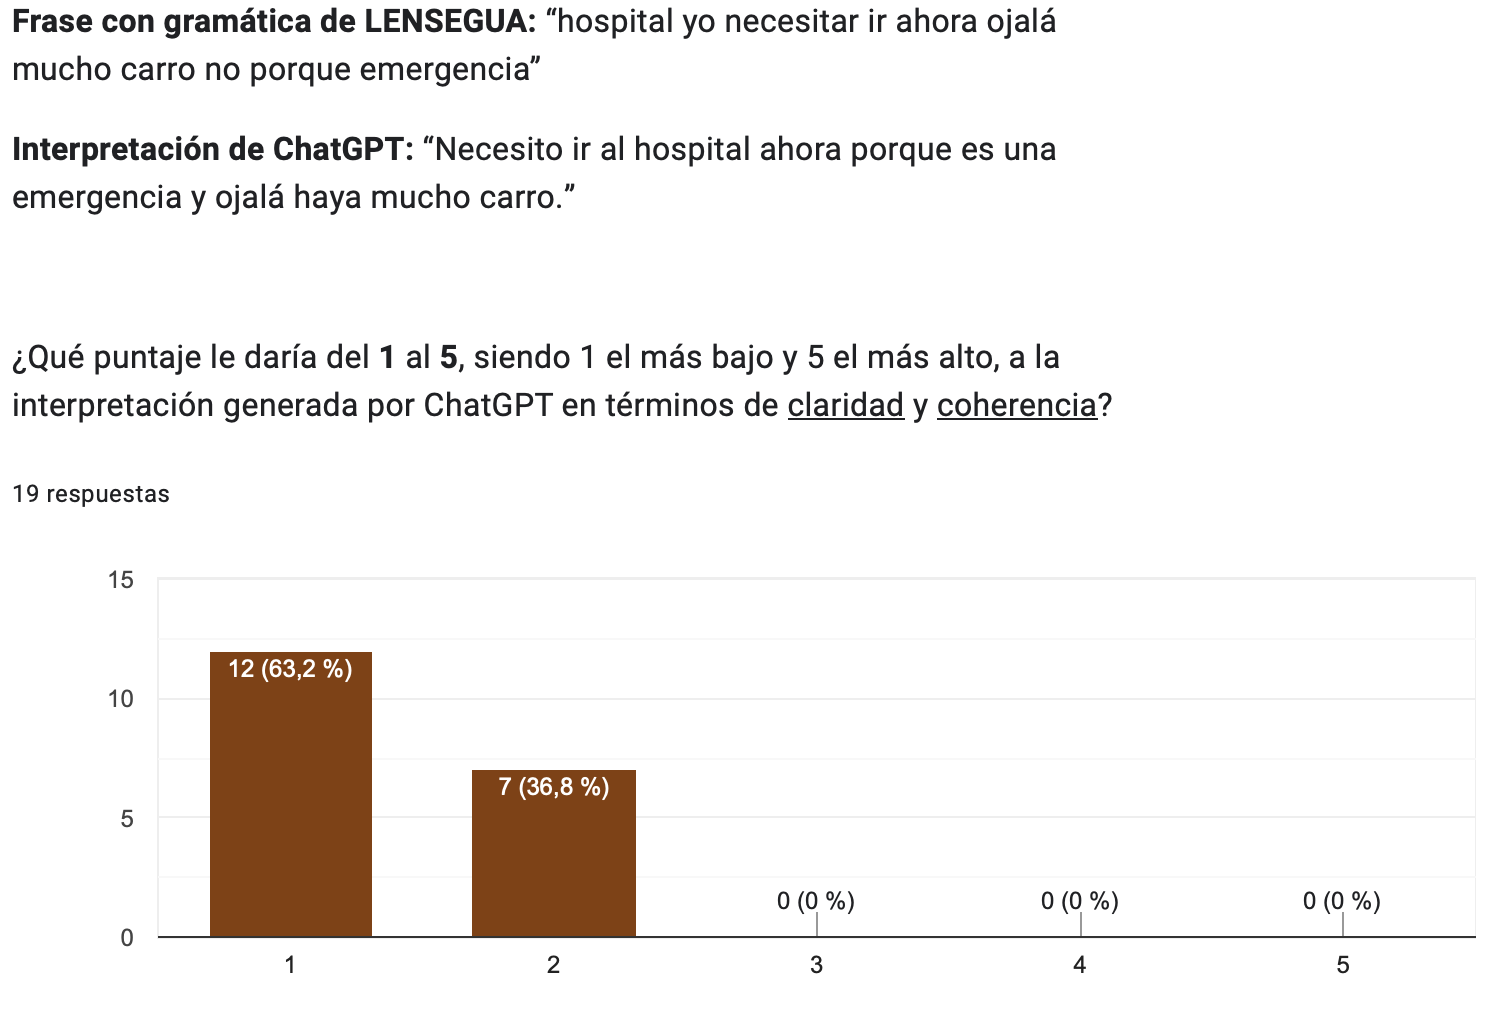 Frase con gramática de LENSEGUA: “hospital yo necesitar ir ahora ojalá
mucho carro no porque emergencia”
Interpretación de ChatGPT: “Necesito ir al hospital ahora porque es una
emergencia y ojalá haya mucho carro.”
¿Qué puntaje le daría del 1 al 5, siendo 1 el más bajo y 5 el más alto, a la
interpretación generada por ChatGPT en términos de claridad y coherencia?
19 respuestas
15
10
5
0
12 (63,2 %)
7 (36,8 %)
0 (0 %)
0 (0 %)
0 (0 %)
1
2
3
4
5